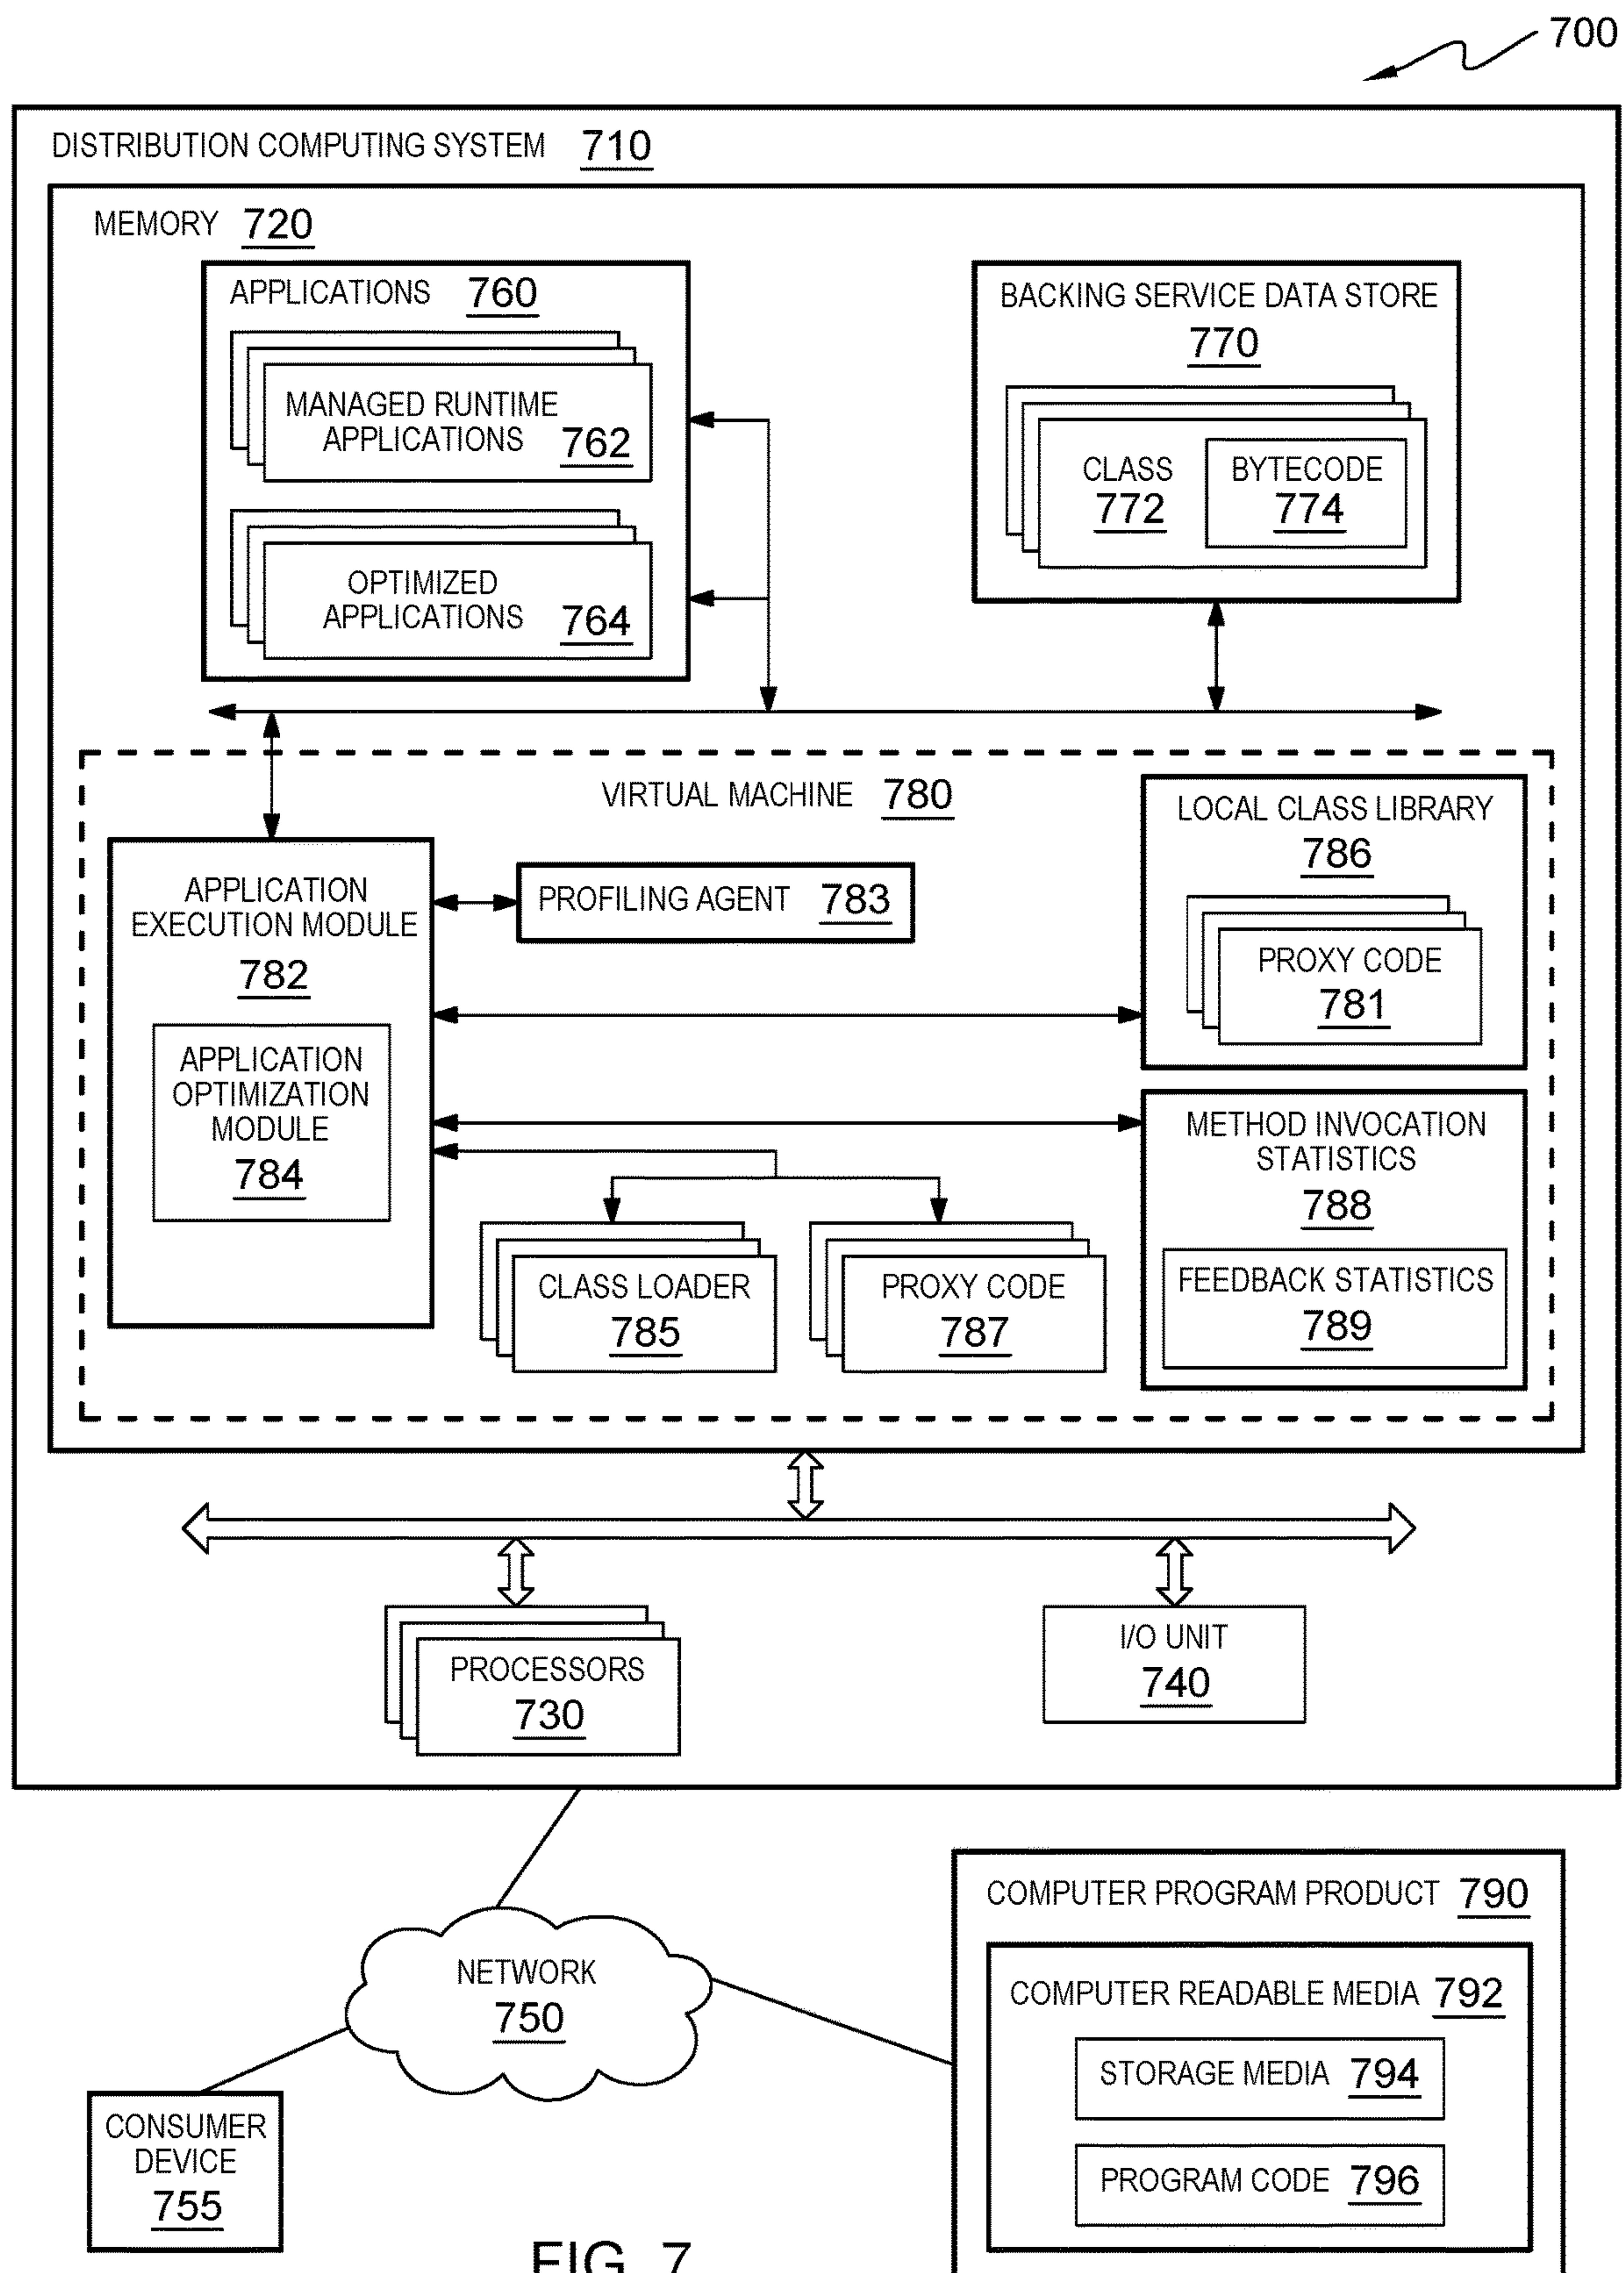 700
DISTRIBUTION COMPUTING SYSTEM 710
MEMORY 720
APPLICATIONS 760
MANAGED RUNTIME
APPLICATIONS 762
OPTIMIZED
APPLICATIONS 764
BACKING SERVICE DATA STORE
770
CLASS
772
BYTECODE
774
VIRTUAL MACHINE 780
APPLICATION
EXECUTION MODULE
782
APPLICATION
OPTIMIZATION
MODULE
784
PROFILING AGENT 783
LOCAL CLASS LIBRARY
786
PROXY CODE
781
METHOD INVOCATION
STATISTICS
788
FEEDBACK STATISTICS
789
CLASS LOADER
785
PROXY CODE
787
PROCESSORS
730
I/O UNIT
740
NETWORK
750
CONSUMER
DEVICE
755
COMPUTER PROGRAM PRODUCT 790
COMPUTER READABLE MEDIA 792
STORAGE MEDIA 794
PROGRAM CODE 796
FIG. 7